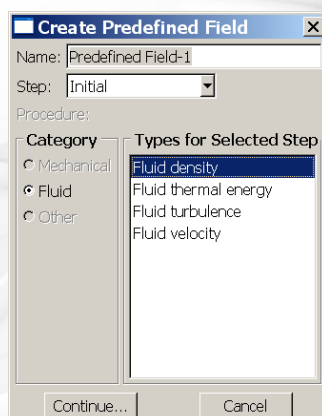 Create Predefined Field
Name: Predefined Field-1
Step: Initial
Procedure:
Category
Types for Selected Step
Mechanical
Fluid
Other
Fluid density
Fluid thermal energy
Fluid turbulence
Fluid velocity
Continue... Cancel